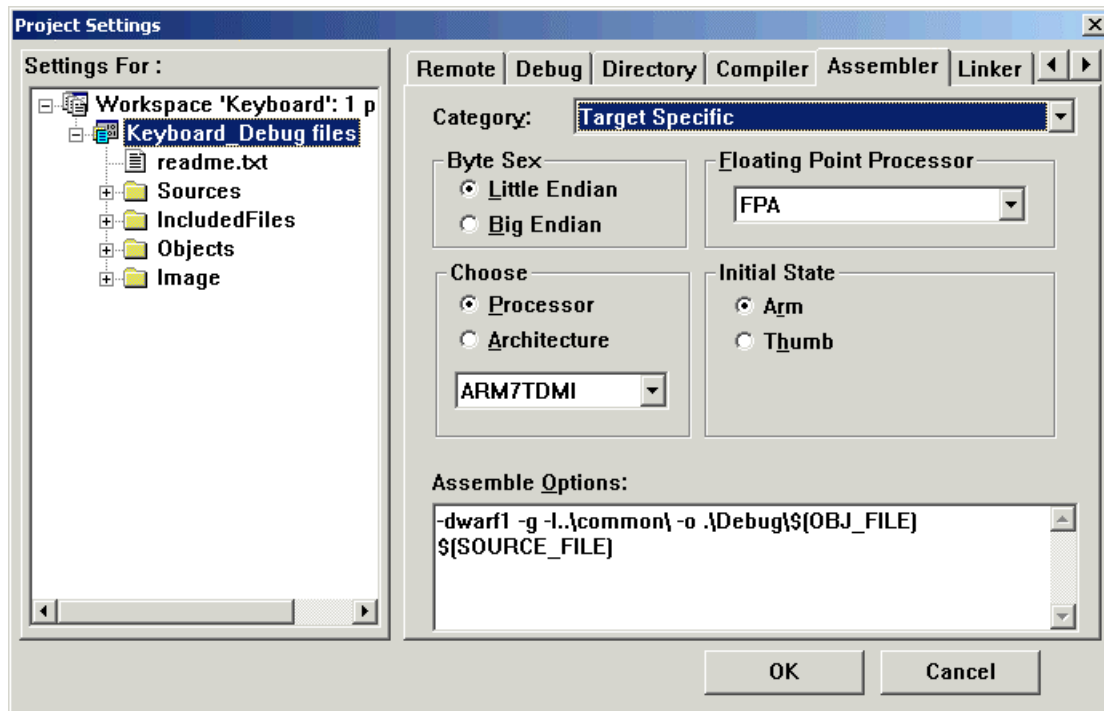 Project Settings
Settings For :
Workspace 'Keyboard': 1 p
Keyboard_Debug files
readme.txt
Sources
IncludedFiles
Objects
Image
Remote Debug Directory Compiler Assembler Linker
Category: Target Specific
Byte Sex
Little Endian
Big Endian
Floating Point Processor
FPA
Choose
Processor
Architecture
ARM7TDMI
Initial State
Arm
Thumb
Assemble Options:
-dwarf1 -g -I..\common\ -o .\Debug\$(OBJ_FILE)
$(SOURCE_FILE)
OK Cancel